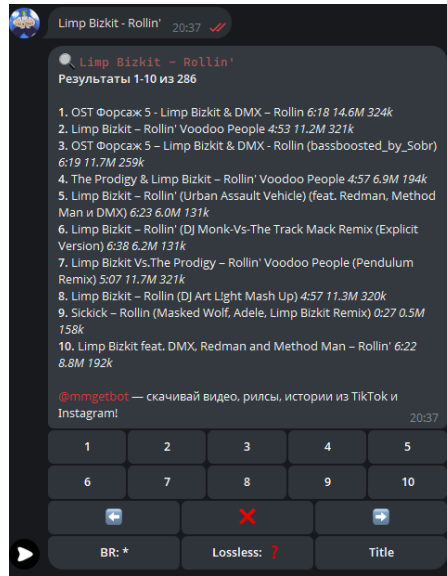 Limp Bizkit - Rollin' 20:37
Limp Bizkit – Rollin'
Результаты 1-10 из 286
1. OST Форсаж 5 - Limp Bizkit & DMX – Rollin 6:18 14.6M 324k
2. Limp Bizkit – Rollin' Voodoo People 4:53 11.2M 321k
3. OST Форсаж 5 – Limp Bizkit & DMX - Rollin (bassboosted_by_Sobr)
6:19 11.7M 259k
4. The Prodigy & Limp Bizkit – Rollin' Voodoo People 4:57 6.9M 194k
5. Limp Bizkit – Rollin' (Urban Assault Vehicle) (feat. Redman, Method
Man и DMX) 6:23 6.0M 131k
6. Limp Bizkit – Rollin' (DJ Monk-Vs-The Track Mack Remix (Explicit
Version) 6:38 6.2M 131k
7. Limp Bizkit Vs.The Prodigy – Rollin' Voodoo People (Pendulum
Remix) 5:07 11.7M 321k
8. Limp Bizkit – Rollin (DJ Art L!ght Mash Up) 4:57 11.3M 320k
9. Sickick – Rollin (Masked Wolf, Adele, Limp Bizkit Remix) 0:27 0.5M
158k
10. Limp Bizkit feat. DMX, Redman and Method Man – Rollin' 6:22
8.8M 192k
@mmgetbot — скачивай видео, рилсы, истории из TikTok и
Instagram! 20:37
1 2 3 4 5
6 7 8 9 10
BR: * Lossless: ❓ Title